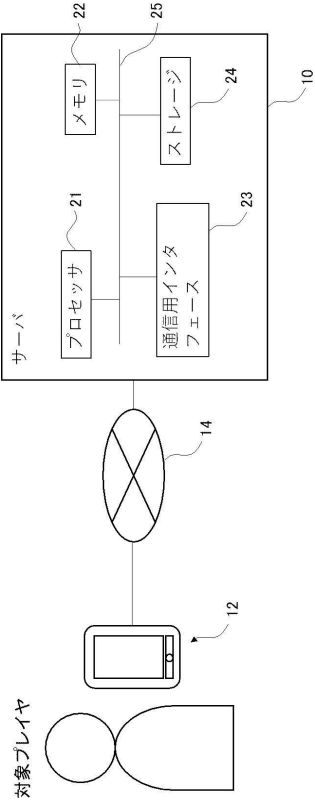 対象プレイヤ
12
14
サーバ
プロセッサ
21
メモリ
22
25
通信用インタ
フェース
23
ストレージ
24
10